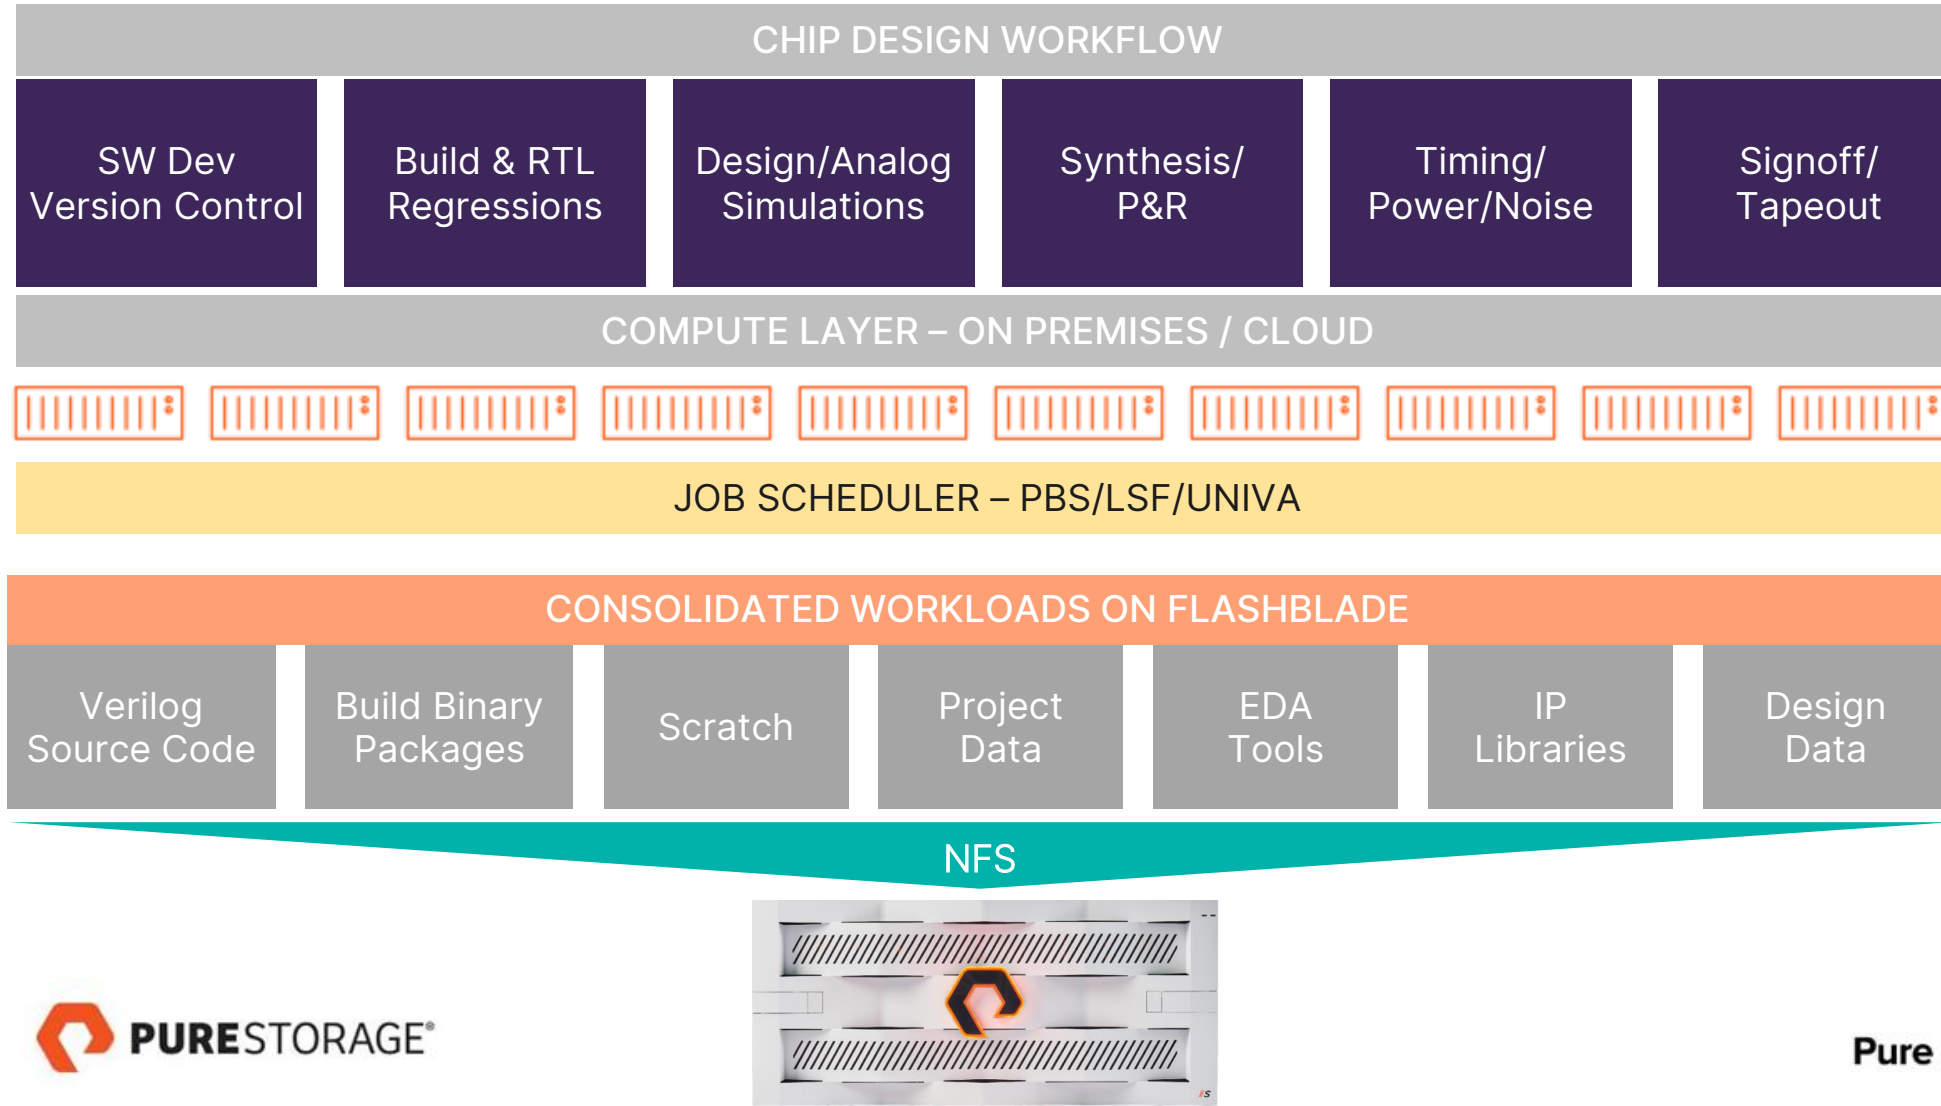 CHIP DESIGN WORKFLOW
SW Dev
Version Control
Build & RTL
Regressions
Design/Analog
Simulations
Synthesis/
P&R
Timing/
Power/Noise
Signoff/
Tapeout
COMPUTE LAYER – ON PREMISES / CLOUD
JOB SCHEDULER – PBS/LSF/UNIVA
CONSOLIDATED WORKLOADS ON FLASHBLADE
Verilog
Source Code
Build Binary
Packages
Scratch
Project
Data
EDA
Tools
IP
Libraries
Design
Data
NFS
PURESTORAGE®
//S
Pure